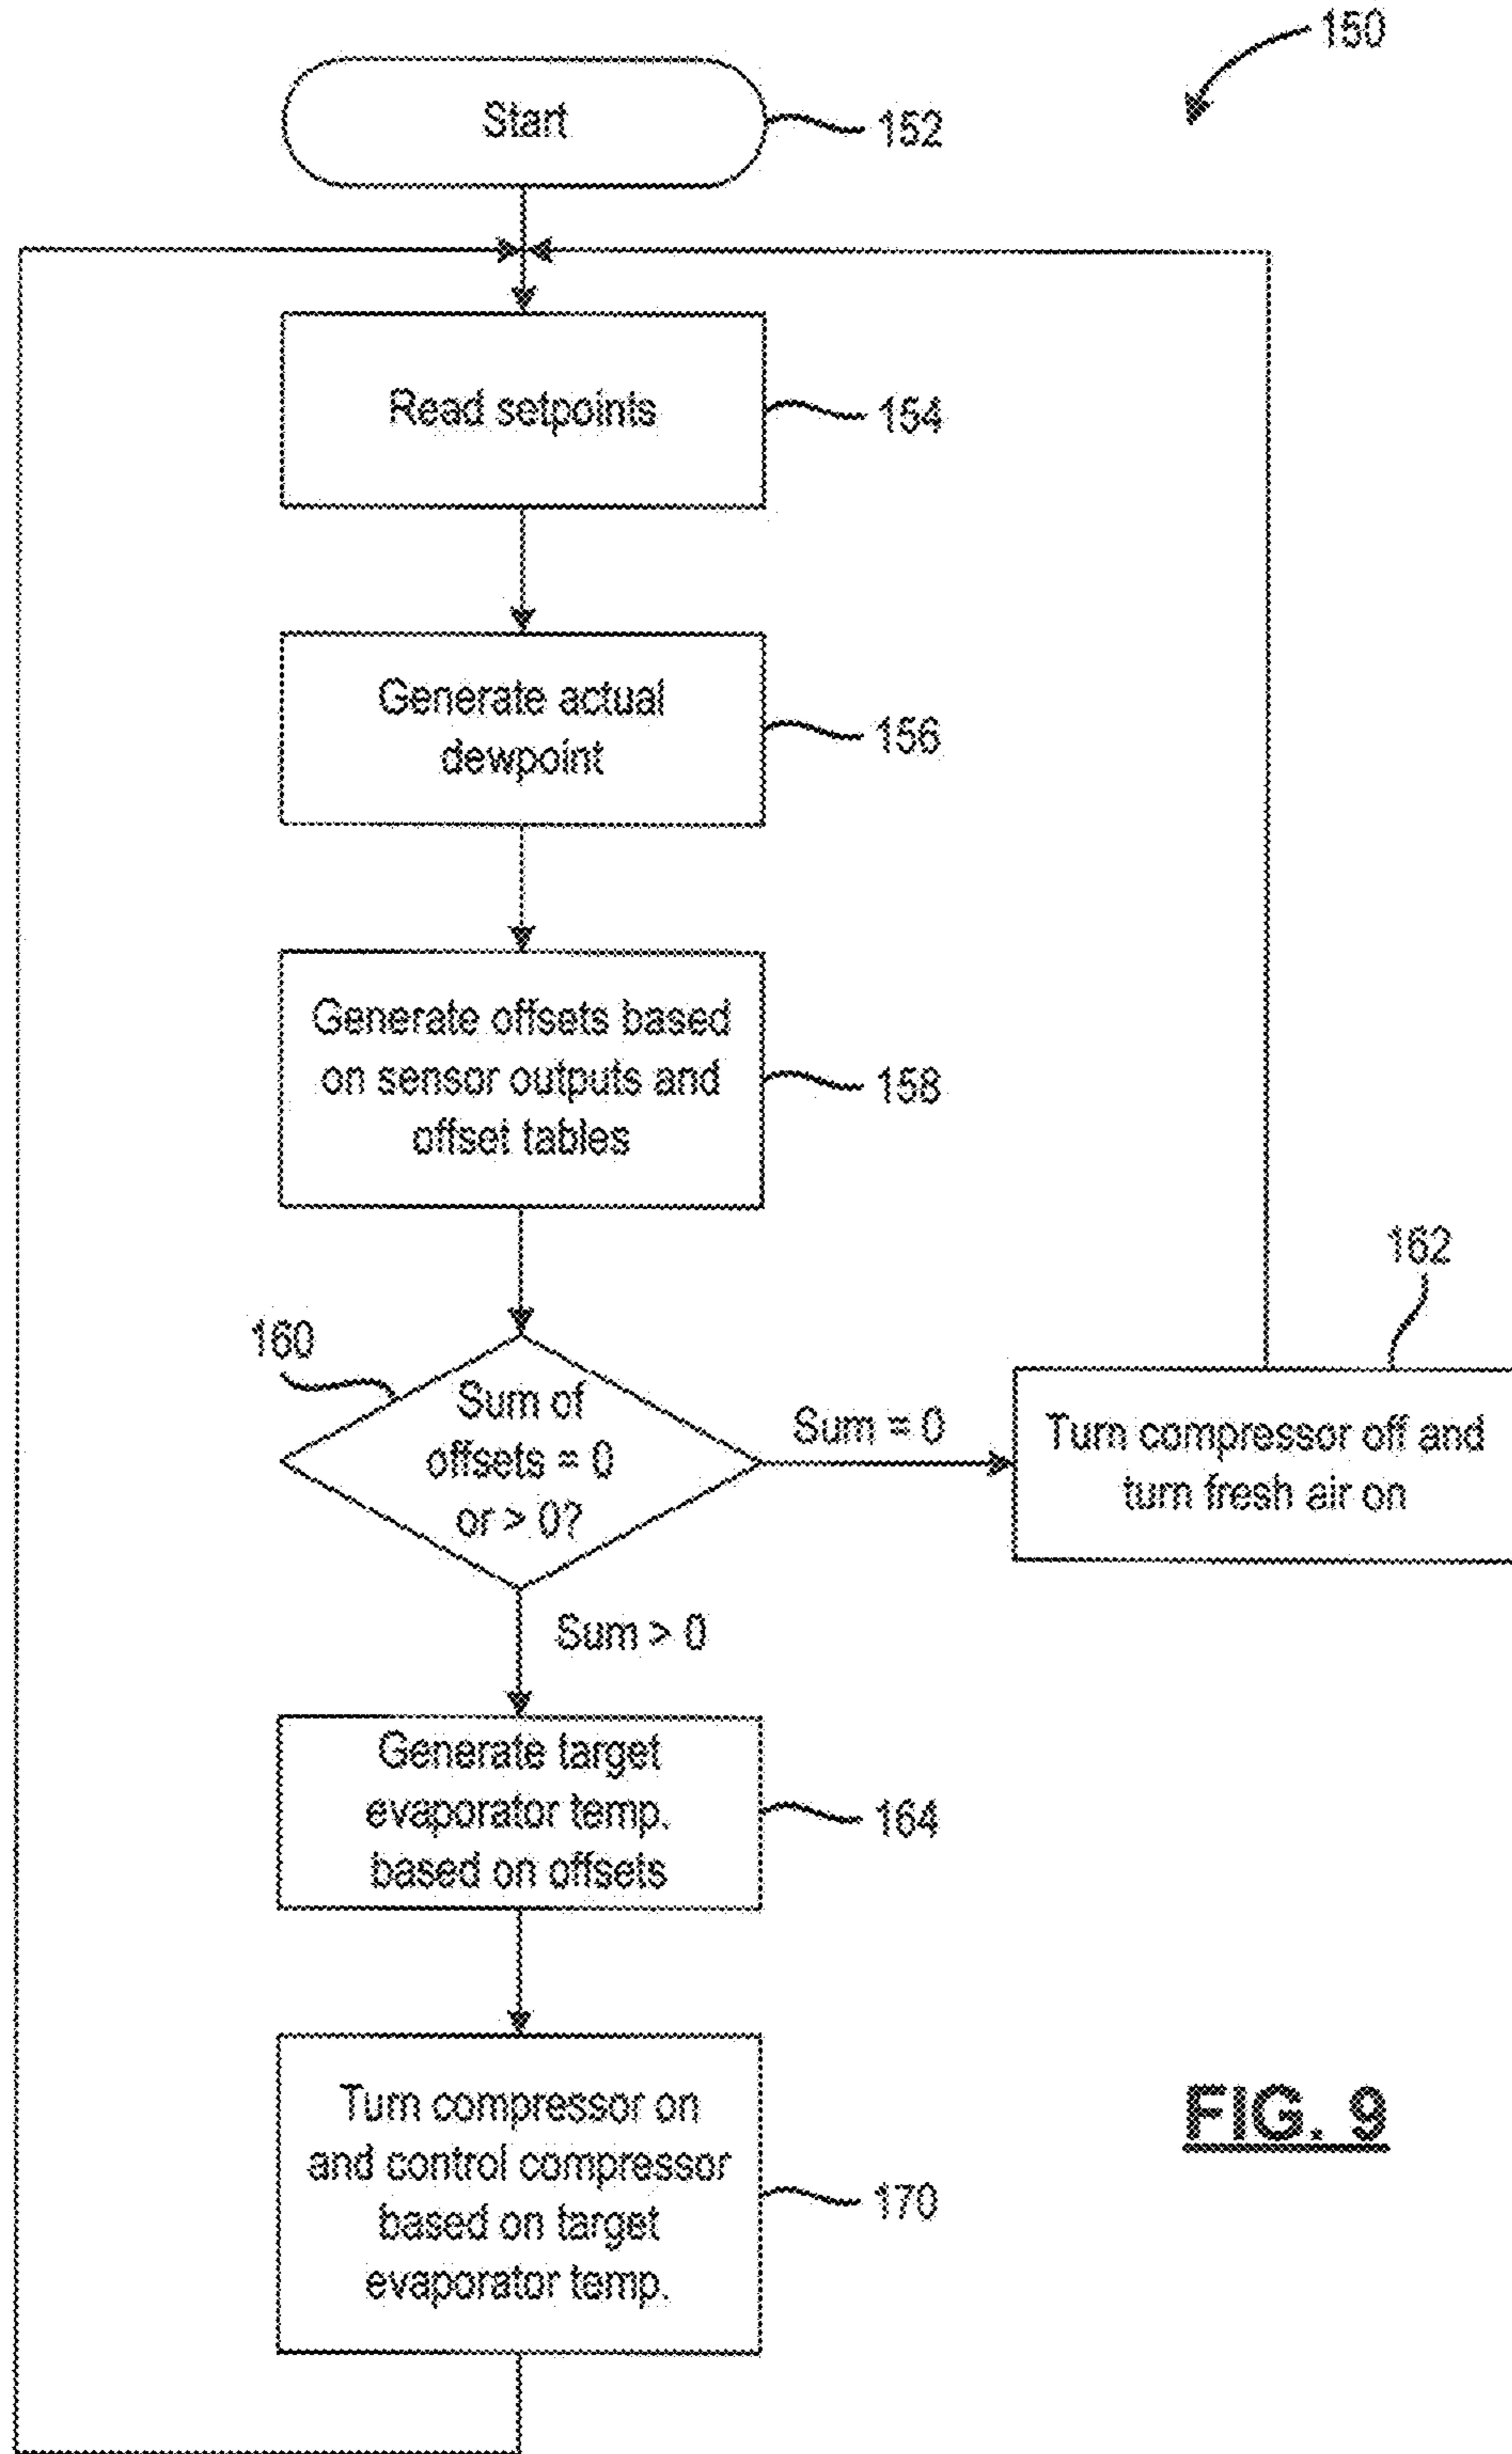 150
Start
152
Read setpoints
154
Generate actual
dewpoint
156
Generate offsets based
on sensor outputs and
offset tables
158
160
Sum of
offsets = 0
or > 0?
Sum = 0
162
Turn compressor off and
turn fresh air on
Sum > 0
Generate target
evaporator temp.
based on offsets
164
Turn compressor on
and control compressor
based on target
evaporator temp.
170
FIG. 9